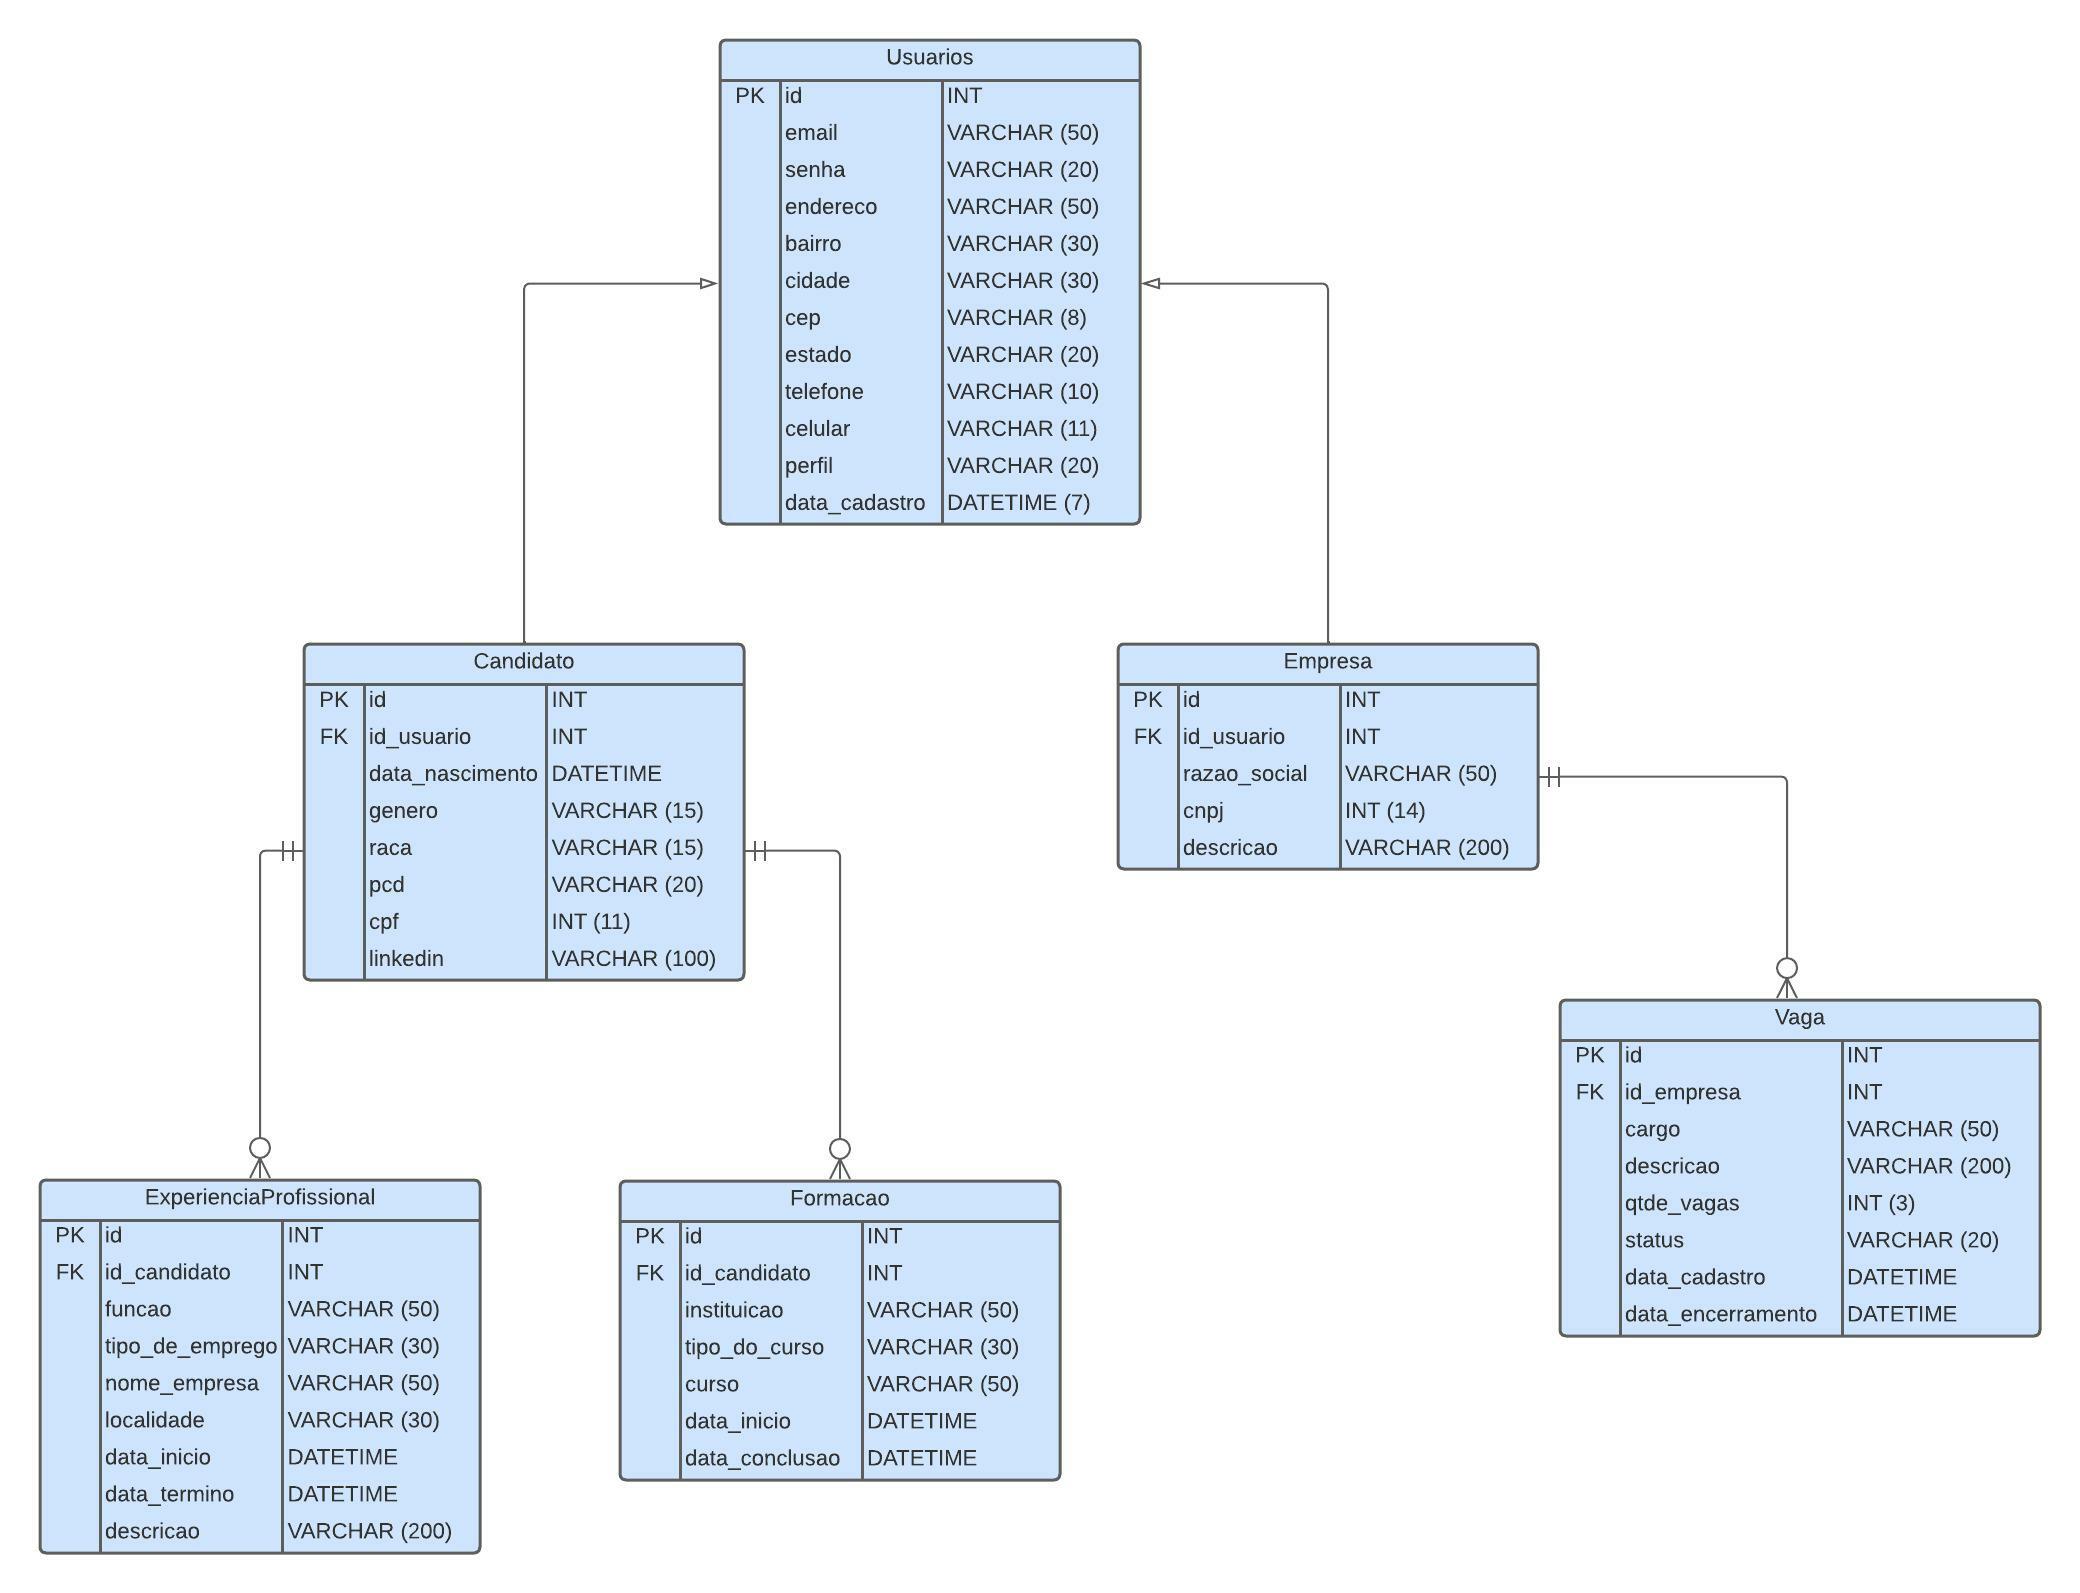 Usuarios
PK id INT
email VARCHAR (50)
senha VARCHAR (20)
endereco VARCHAR (50)
bairro VARCHAR (30)
cidade VARCHAR (30)
cep VARCHAR (8)
estado VARCHAR (20)
telefone VARCHAR (10)
celular VARCHAR (11)
perfil VARCHAR (20)
data_cadastro DATETIME (7)
Candidato
PK id INT
FK id_usuario INT
data_nascimento DATETIME
genero VARCHAR (15)
raca VARCHAR (15)
pcd VARCHAR (20)
cpf INT (11)
linkedin VARCHAR (100)
Empresa
PK id INT
FK id_usuario INT
razao_social VARCHAR (50)
cnpj INT (14)
descricao VARCHAR (200)
Vaga
PK id INT
FK id_empresa INT
cargo VARCHAR (50)
descricao VARCHAR (200)
qtde_vagas INT (3)
status VARCHAR (20)
data_cadastro DATETIME
data_encerramento DATETIME
ExperienciaProfissional
PK id INT
FK id_candidato INT
funcao VARCHAR (50)
tipo_de_emprego VARCHAR (30)
nome_empresa VARCHAR (50)
localidade VARCHAR (30)
data_inicio DATETIME
data_termino DATETIME
descricao VARCHAR (200)
Formacao
PK id INT
FK id_candidato INT
instituicao VARCHAR (50)
tipo_do_curso VARCHAR (30)
curso VARCHAR (50)
data_inicio DATETIME
data_conclusao DATETIME